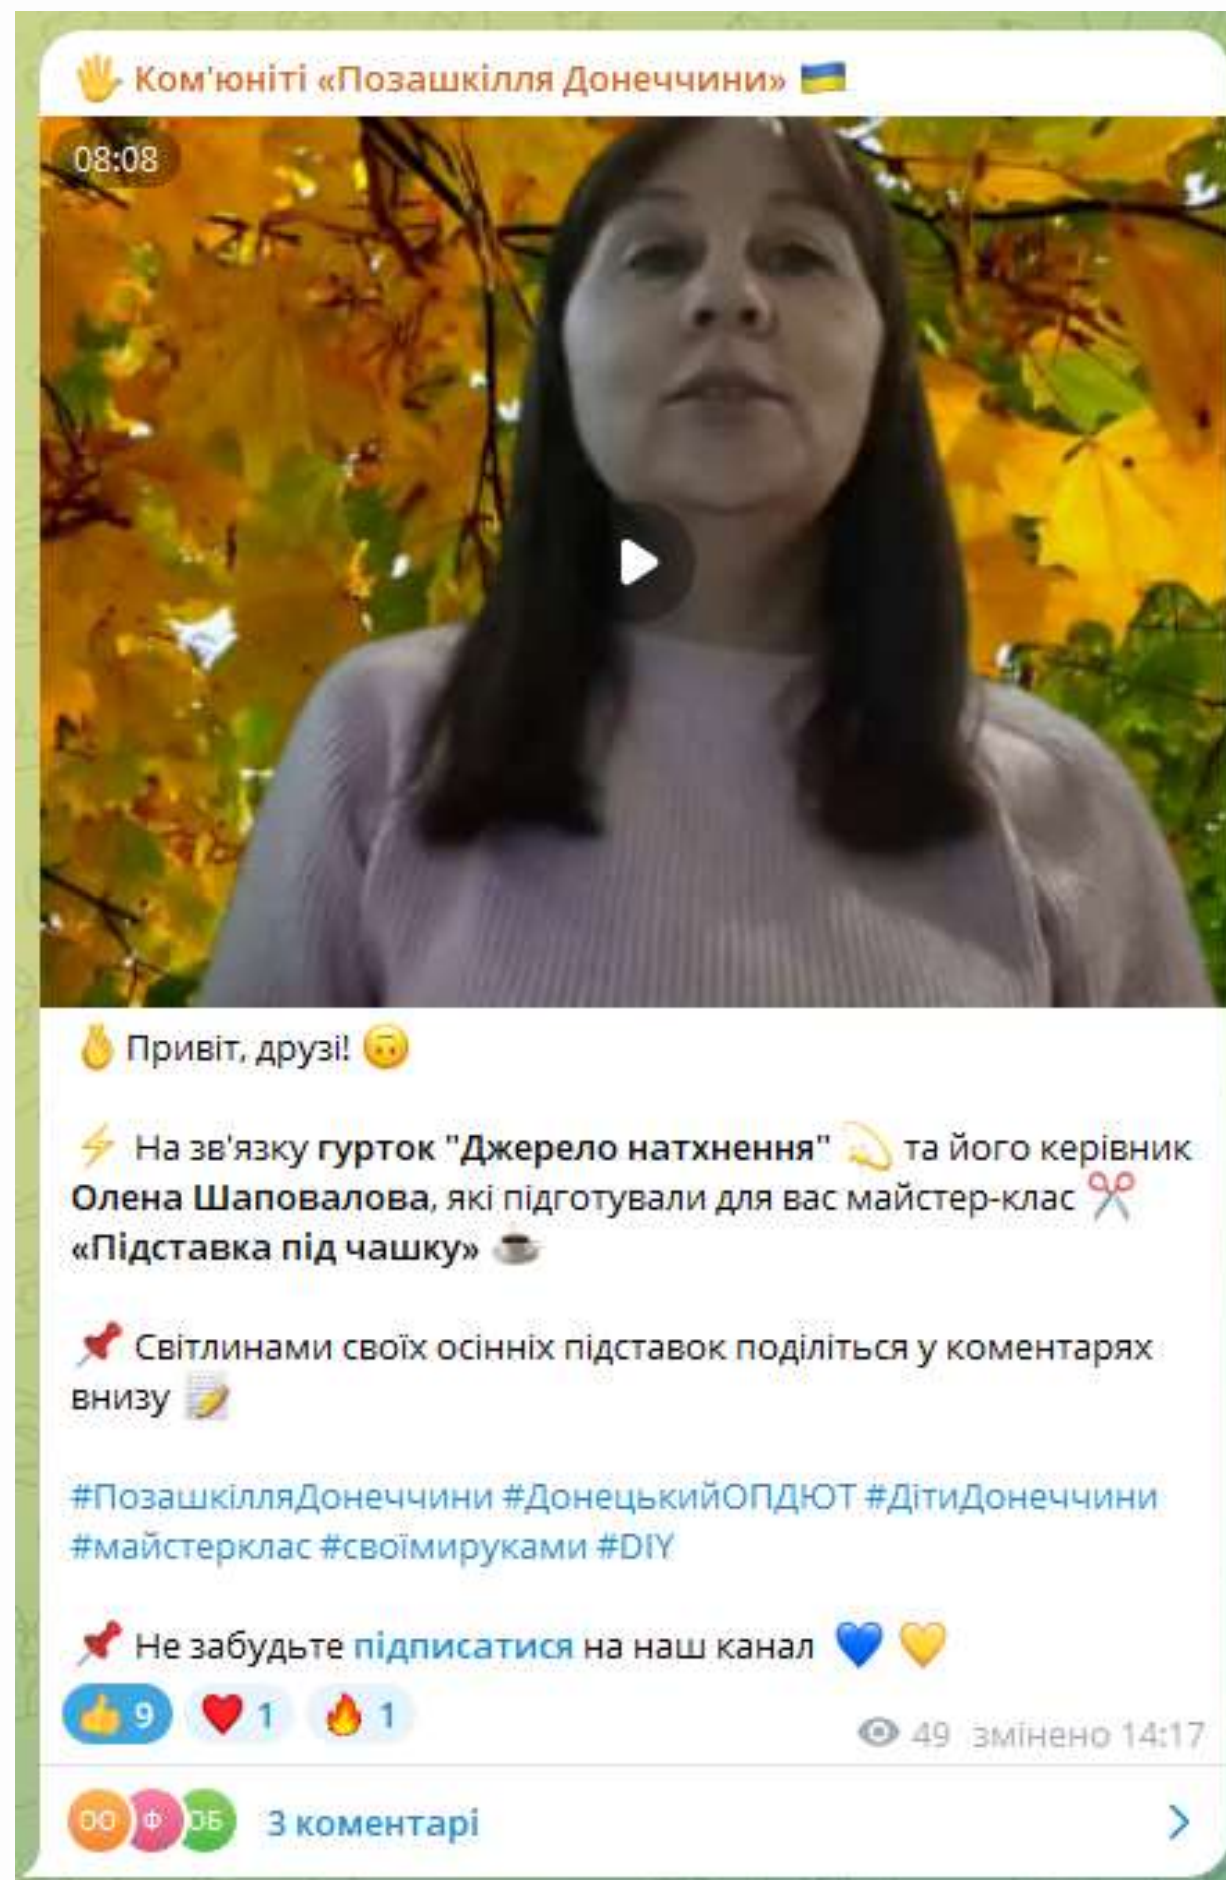 🖐 Ком'юніті «Позашкілля Донеччини» 🇺🇦
08:08
🫰 Привіт, друзі! 🙃
⚡ На зв'язку гурток "Джерело натхнення" 💫 та його керівник
Олена Шаповалова, які підготували для вас майстер-клас ✂️
«Підставка під чашку» ☕
📌 Світлинами своїх осінніх підставок поділіться у коментарях
внизу 📝
#ПозашкілляДонеччини #ДонецькийОПДЮТ #ДітиДонеччини
#майстерклас #своїмируками #DIY
📌 Не забудьте підписатися на наш канал 💙 💛
👍 9 ❤️ 1 🔥 1
49 змінено 14:17
ОО Ф ОБ 3 коментарі